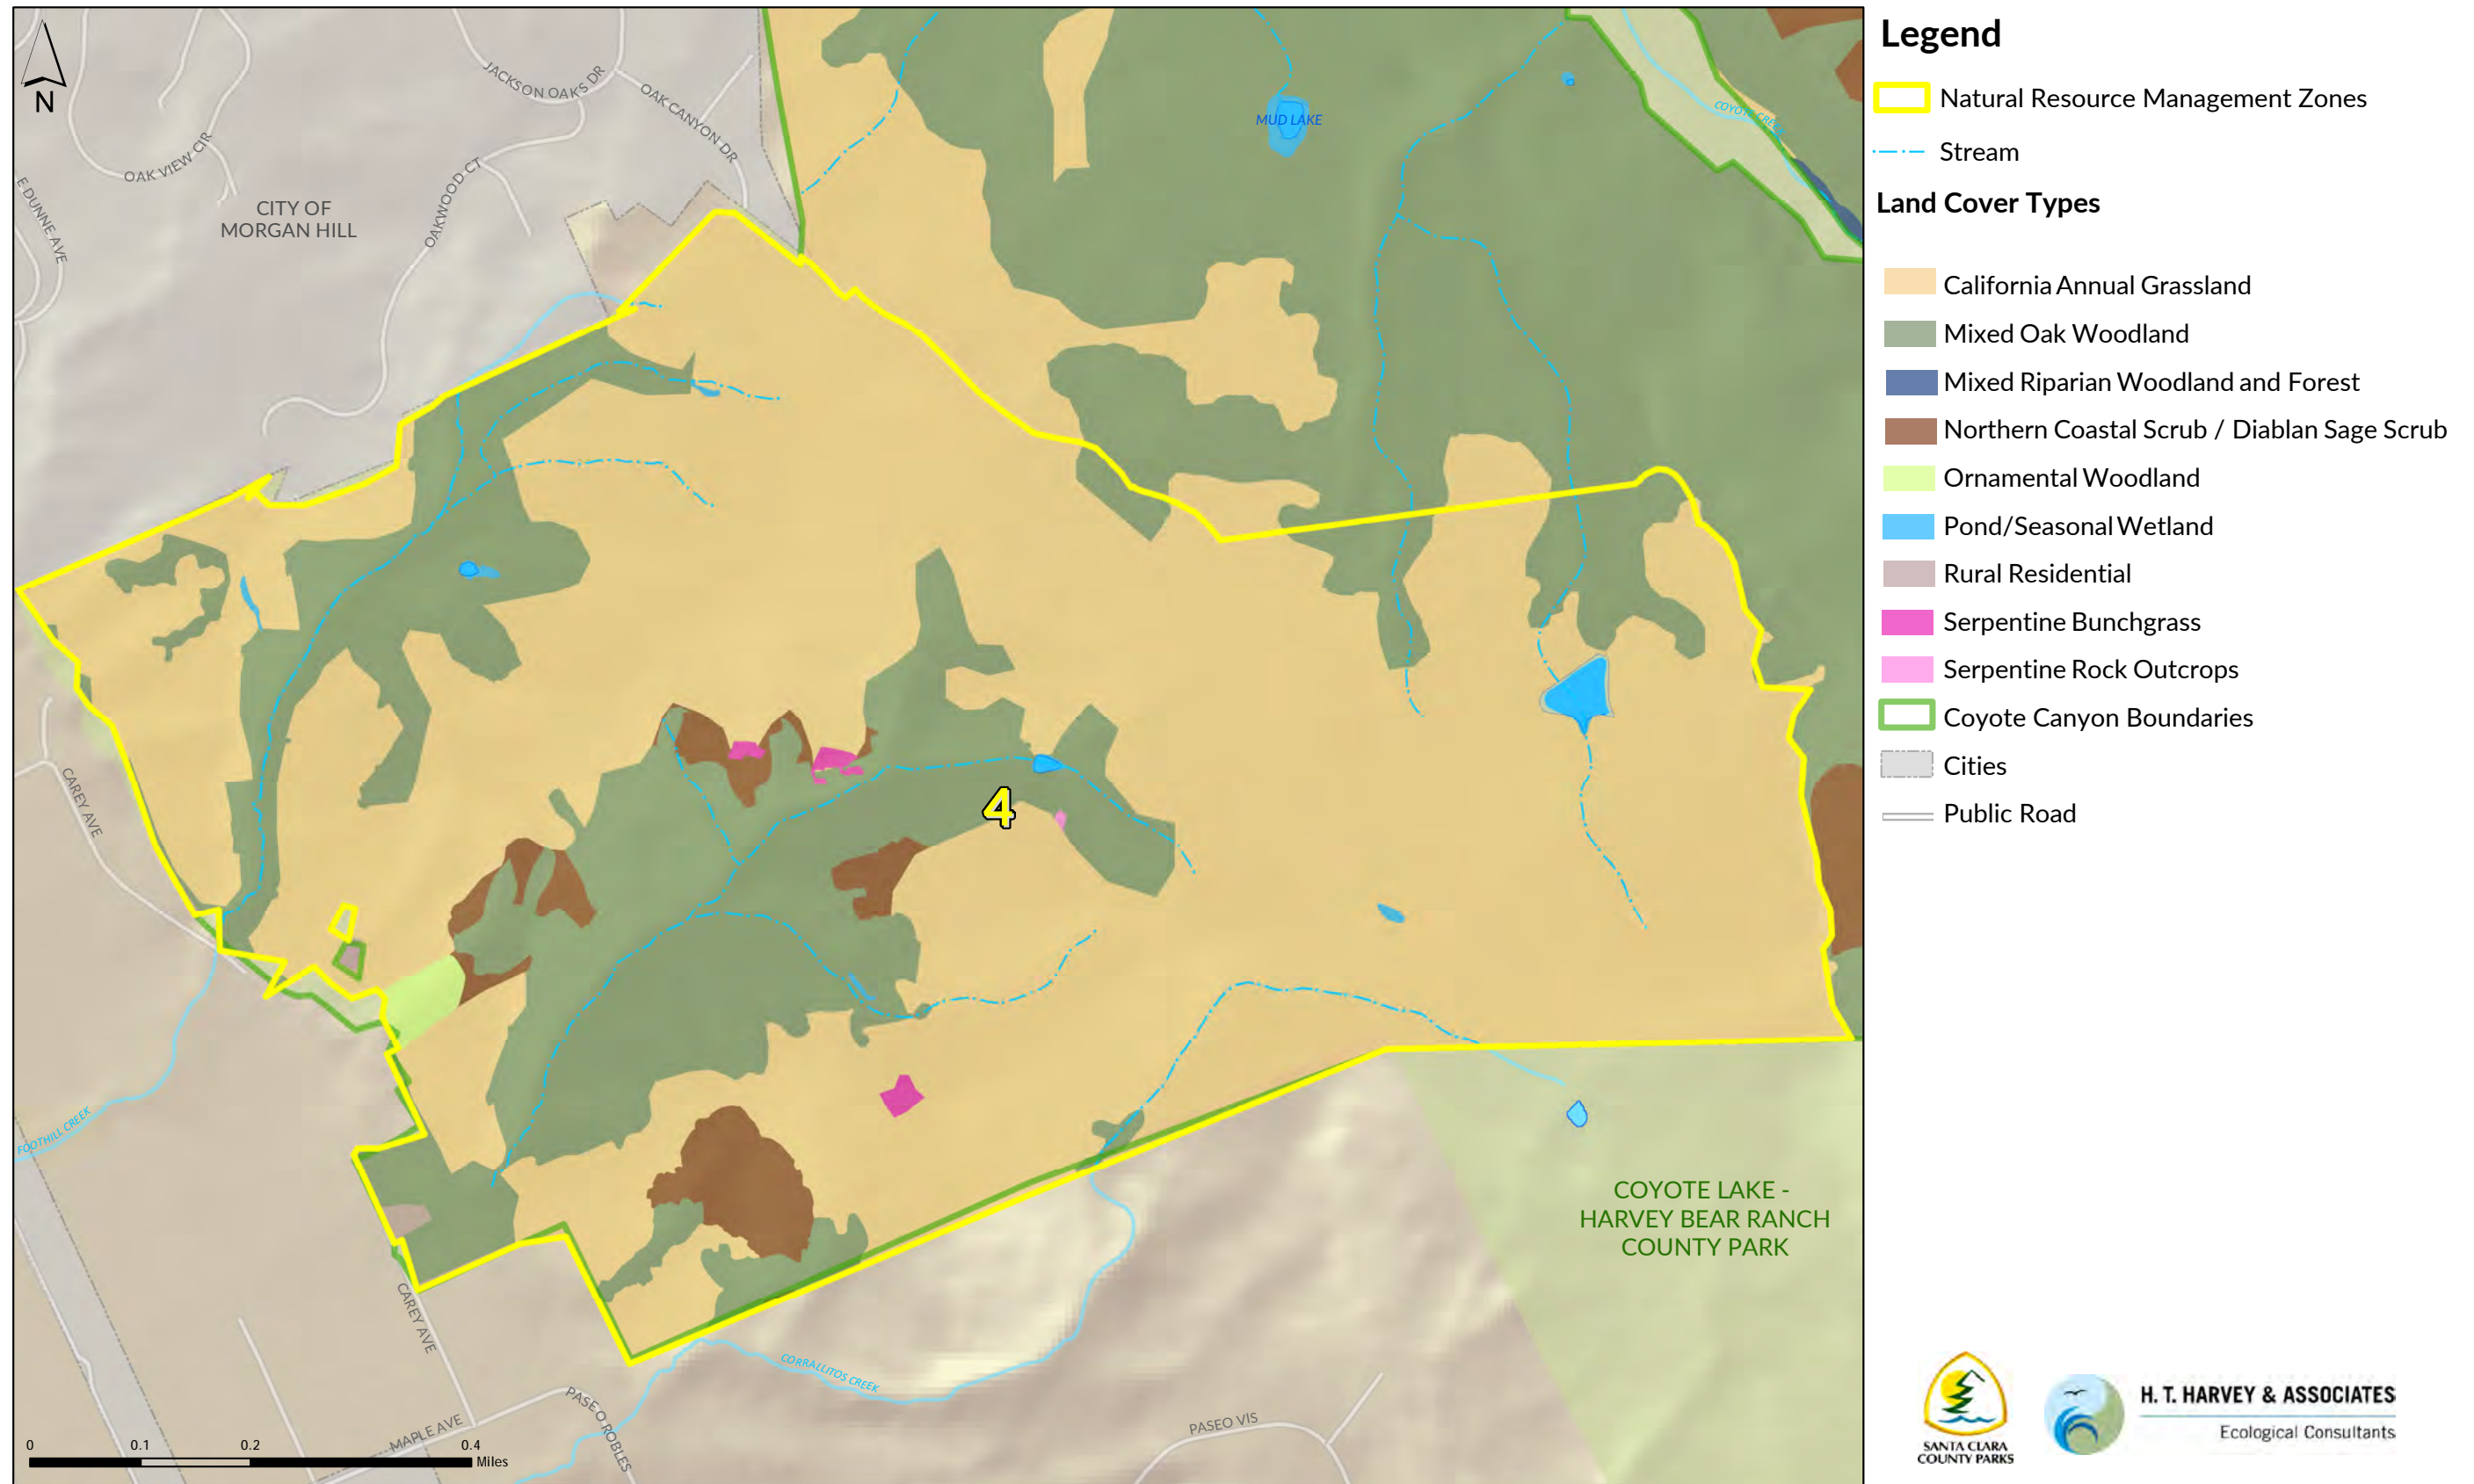 N
JACKSON OAKS DR
OAK CANYON DR
OAK VIEW CIR
E DUNNE AVE
CITY OF
MORGAN HILL
OAKWOOD CT
MUD LAKE
COYOTE CREEK
4
CAREY AVE
FOOTHILL CREEK
CAREY AVE
MAPLE AVE
PASEO ROBLES
CORRALLITOS CREEK
PASEO VIS
COYOTE LAKE -
HARVEY BEAR RANCH
COUNTY PARK
0 0.1 0.2 0.4
Miles
Legend
Natural Resource Management Zones
Stream
Land Cover Types
California Annual Grassland
Mixed Oak Woodland
Mixed Riparian Woodland and Forest
Northern Coastal Scrub / Diablan Sage Scrub
Ornamental Woodland
Pond/Seasonal Wetland
Rural Residential
Serpentine Bunchgrass
Serpentine Rock Outcrops
Coyote Canyon Boundaries
Cities
Public Road
SANTA CLARA
COUNTY PARKS
H. T. HARVEY & ASSOCIATES
Ecological Consultants